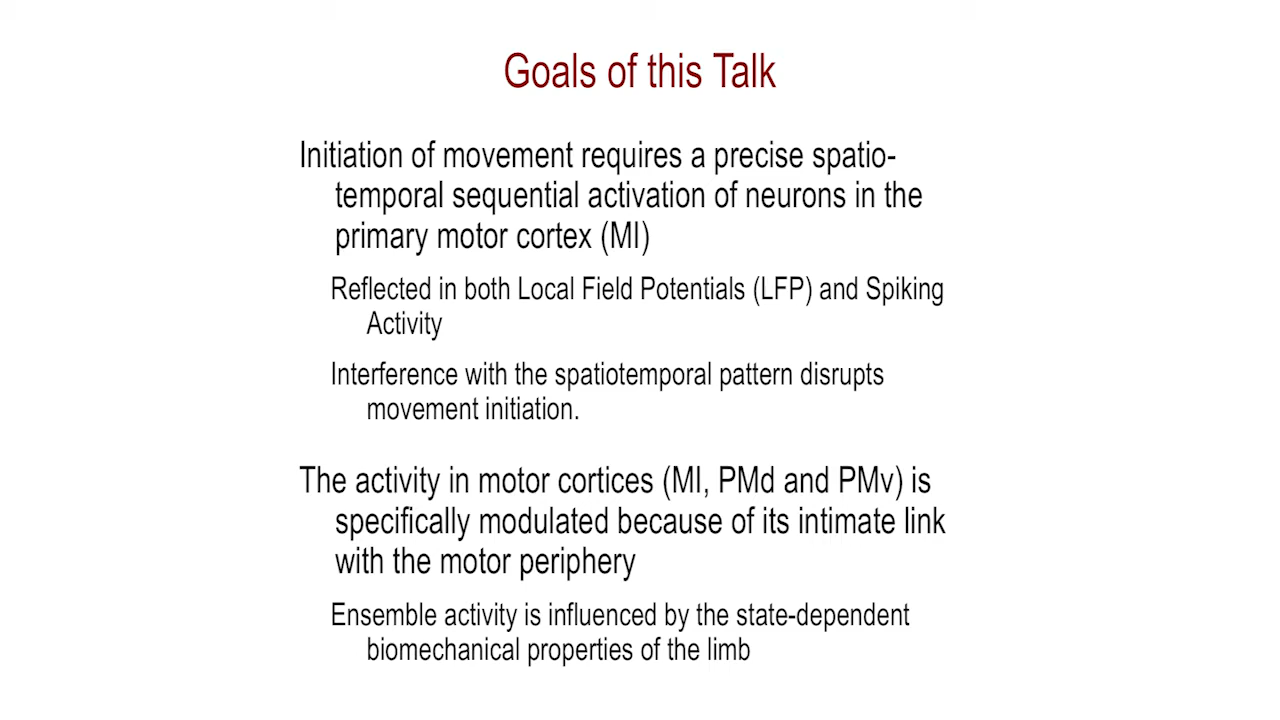 Goals of this Talk
Initiation of movement requires a precise spatio-
temporal sequential activation of neurons in the
primary motor cortex (MI)
Reflected in both Local Field Potentials (LFP) and Spiking
Activity
Interference with the spatiotemporal pattern disrupts
movement initiation.
The activity in motor cortices (MI, PMd and PMv) is
specifically modulated because of its intimate link
with the motor periphery
Ensemble activity is influenced by the state-dependent
biomechanical properties of the limb